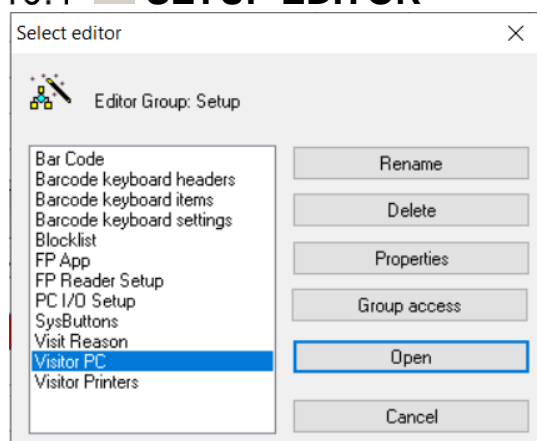 SETUP EDITOR
Select editor
Editor Group: Setup
Bar Code
Barcode keyboard headers
Barcode keyboard items
Barcode keyboard settings
Blocklist
FP App
FP Reader Setup
PC I/O Setup
SysButtons
Visit Reason
Visitor PC
Visitor Printers
Rename
Delete
Properties
Group access
Open
Cancel